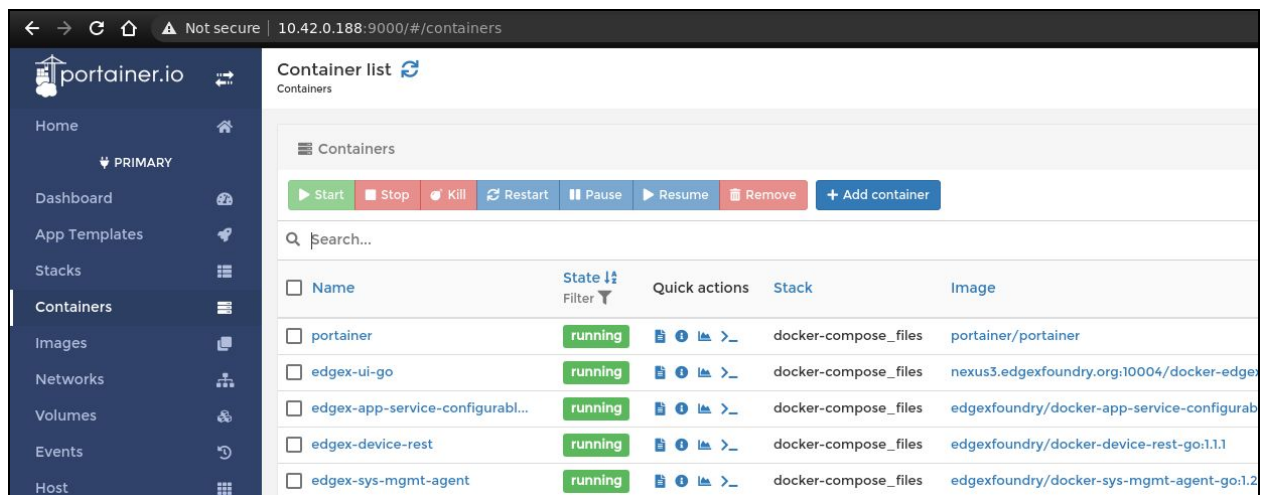 Not secure | 10.42.0.188:9000/#/containers
portainer.io
Container list
Containers
Home
PRIMARY
Dashboard
App Templates
Stacks
Containers
Images
Networks
Volumes
Events
Host
Containers
Start Stop Kill Restart Pause Resume Remove + Add container
Search...
Name State Filter Quick actions Stack Image
portainer running docker-compose_files portainer/portainer
edgex-ui-go running docker-compose_files nexus3.edgexfoundry.org:10004/docker-edgex
edgex-app-service-configurabl... running docker-compose_files edgexfoundry/docker-app-service-configurab
edgex-device-rest running docker-compose_files edgexfoundry/docker-device-rest-go:1.1.1
edgex-sys-mgmt-agent running docker-compose_files edgexfoundry/docker-sys-mgmt-agent-go:1.2